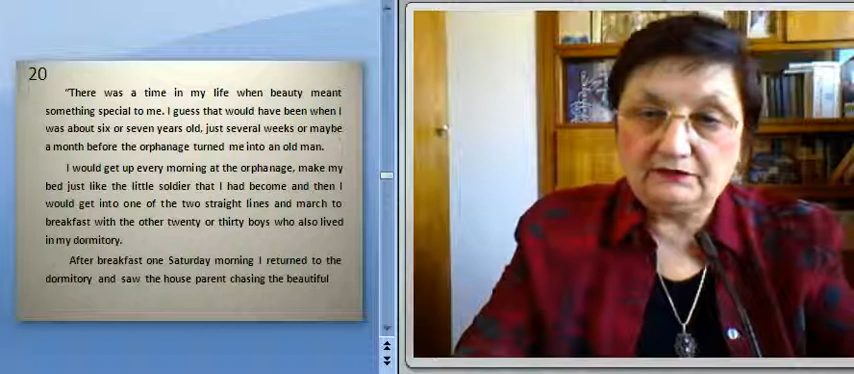 20
"There was a time in my life when beauty meant
something special to me. I guess that would have been when I
was about six or seven years old, just several weeks or maybe
a month before the orphanage turned me into an old man.
I would get up every morning at the orphanage, make my
bed just like the little soldier that I had become and then I
would get into one of the two straight lines and march to
breakfast with the other twenty or thirty boys who also lived
in my dormitory.
After breakfast one Saturday morning I returned to the
dormitory and saw the house parent chasing the beautiful